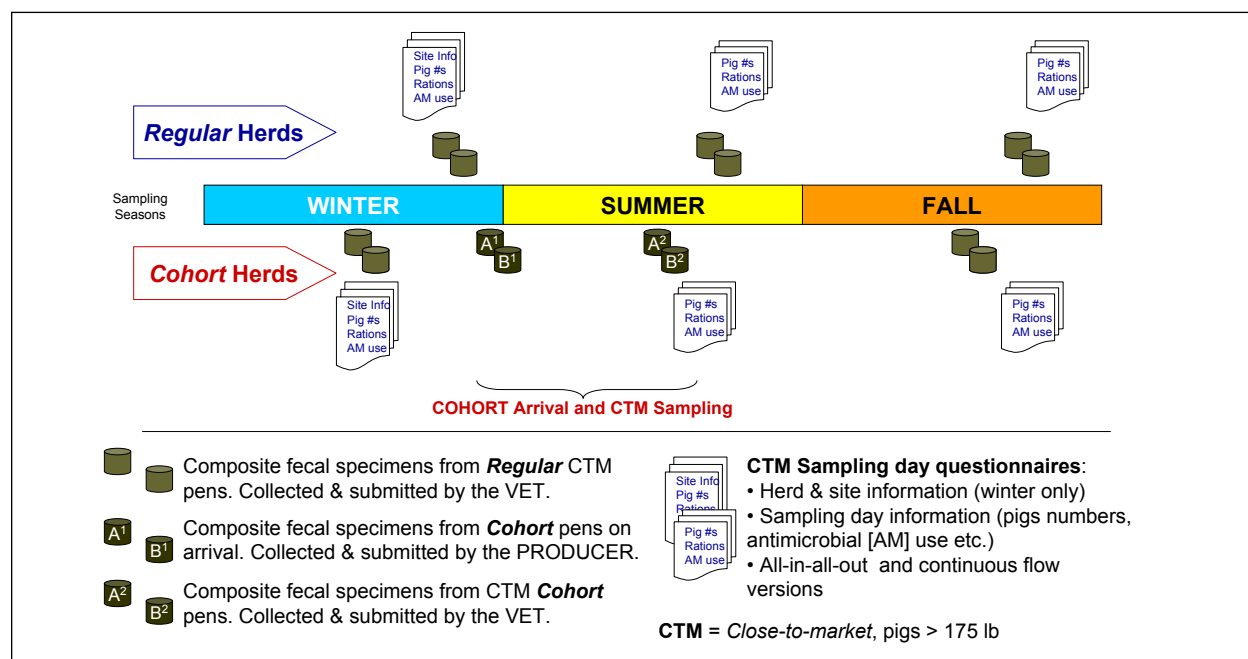 Site Info
Pig #s
Rations
AM use
Pig #s
Rations
AM use
Pig #s
Rations
AM use
Regular Herds
Sampling
Seasons
WINTER
SUMMER
FALL
A1
B1
A2
B2
Cohort Herds
Site Info
Pig #s
Rations
AM use
Pig #s
Rations
AM use
Pig #s
Rations
AM use
COHORT Arrival and CTM Sampling
Composite fecal specimens from Regular CTM
pens. Collected & submitted by the VET.
A1
B1
Composite fecal specimens from Cohort pens on
arrival. Collected & submitted by the PRODUCER.
A2
B2
Composite fecal specimens from CTM Cohort
pens. Collected & submitted by the VET.
Site Info
Pig #s
Rations
Pig #s
Rations
AM use
CTM Sampling day questionnaires:
• Herd & site information (winter only)
• Sampling day information (pigs numbers,
antimicrobial [AM] use etc.)
• All-in-all-out and continuous flow
versions
CTM = Close-to-market, pigs > 175 lb